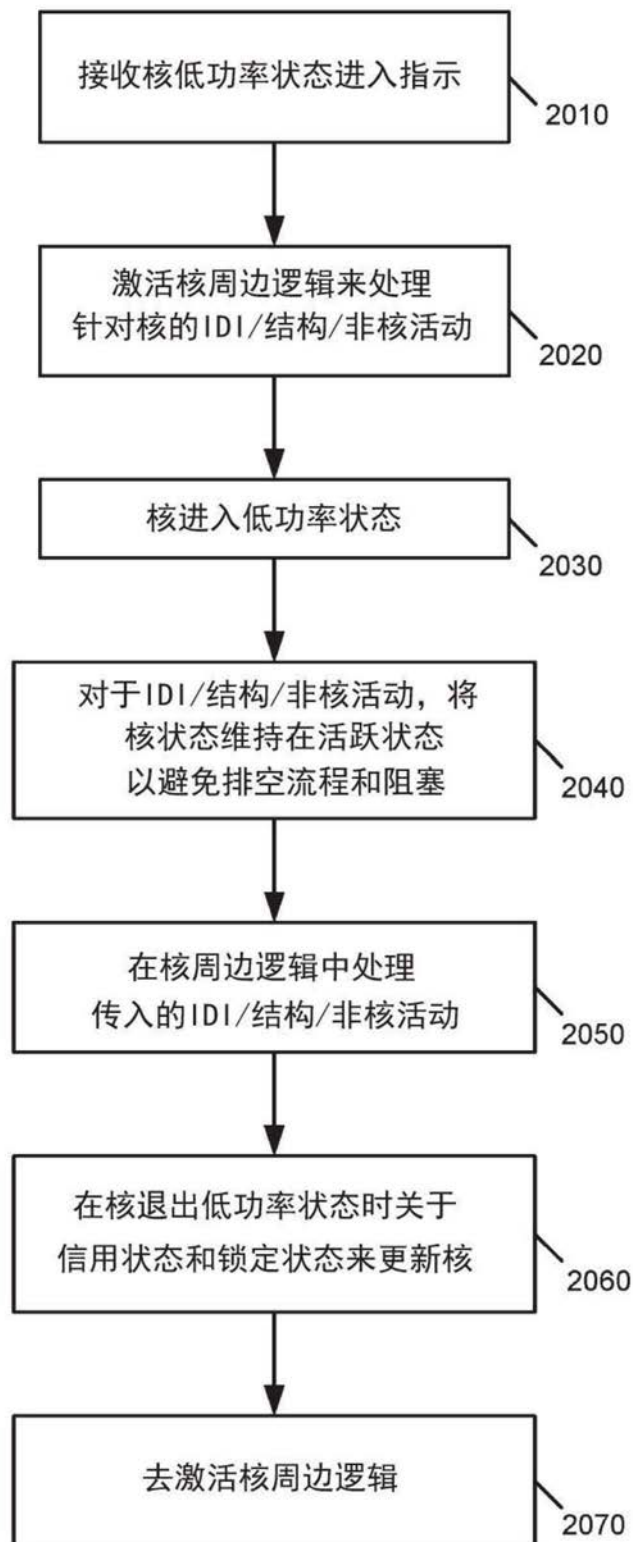 接收核低功率状态进入指示
2010
激活核周边逻辑来处理
针对核的IDI/结构/非核活动
2020
核进入低功率状态
2030
对于IDI/结构/非核活动，将
核状态维持在活跃状态
以避免排空流程和阻塞
2040
在核周边逻辑中处理
传入的IDI/结构/非核活动
2050
在核退出低功率状态时关于
信用状态和锁定状态来更新核
2060
去激活核周边逻辑
2070